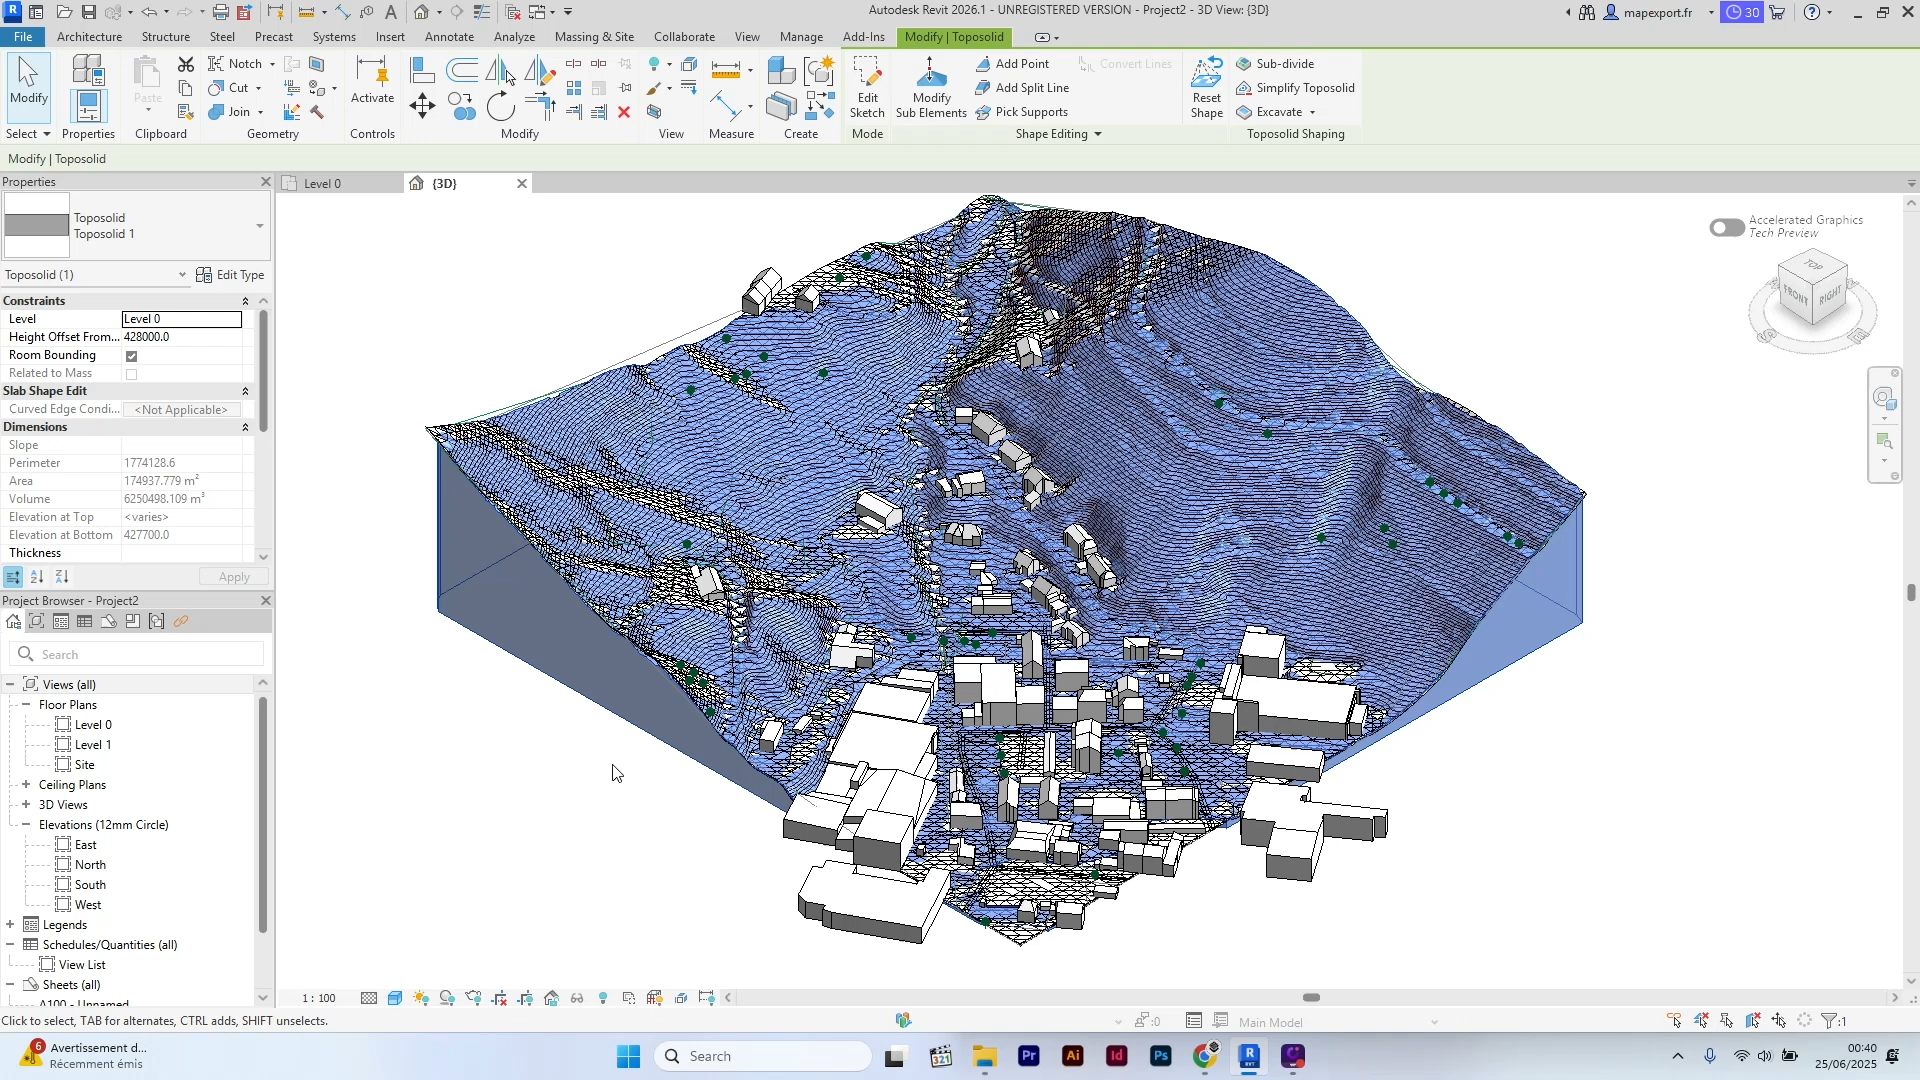 Autodesk Revit 2026.1 - UNREGISTERED VERSION - Project2 - 3D View: {3D}
mapexport.fr
30
File Architecture Structure Steel Precast Systems Insert Annotate Analyze Massing & Site Collaborate View Manage Add-Ins Modify | Toposolid
Modify
Select
Properties
Paste
Clipboard
Notch
Cut
Join
Geometry
Activate
Controls
Modify
View
Measure
Create
Edit Sketch
Mode
Modify Sub Elements
Add Point
Add Split Line
Pick Supports
Convert Lines
Shape Editing
Reset Shape
Sub-divide
Simplify Toposolid
Excavate
Toposolid Shaping
Modify | Toposolid
Properties
Toposolid
Toposolid 1
Toposolid (1)
Edit Type
Constraints
Level Level 0
Height Offset From... 428000.0
Room Bounding
Related to Mass
Slab Shape Edit
Curved Edge Condi... <Not Applicable>
Dimensions
Slope
Perimeter 1774128.6
Area 174937.779 m²
Volume 6250498.109 m³
Elevation at Top <varies>
Elevation at Bottom 427700.0
Thickness
Apply
Project Browser - Project2
Search
Views (all)
Floor Plans
Level 0
Level 1
Site
Ceiling Plans
3D Views
Elevations (12mm Circle)
East
North
South
West
Legends
Schedules/Quantities (all)
View List
Sheets (all)
A100 - Unnamed
Level 0
{3D}
Accelerated Graphics
Tech Preview
TOP
FRONT
RIGHT
1 : 100
Click to select, TAB for alternates, CTRL adds, SHIFT unselects.
:0
Main Model
:1
6
Avertissement d...
Récemment émis
Search
00:40
25/06/2025